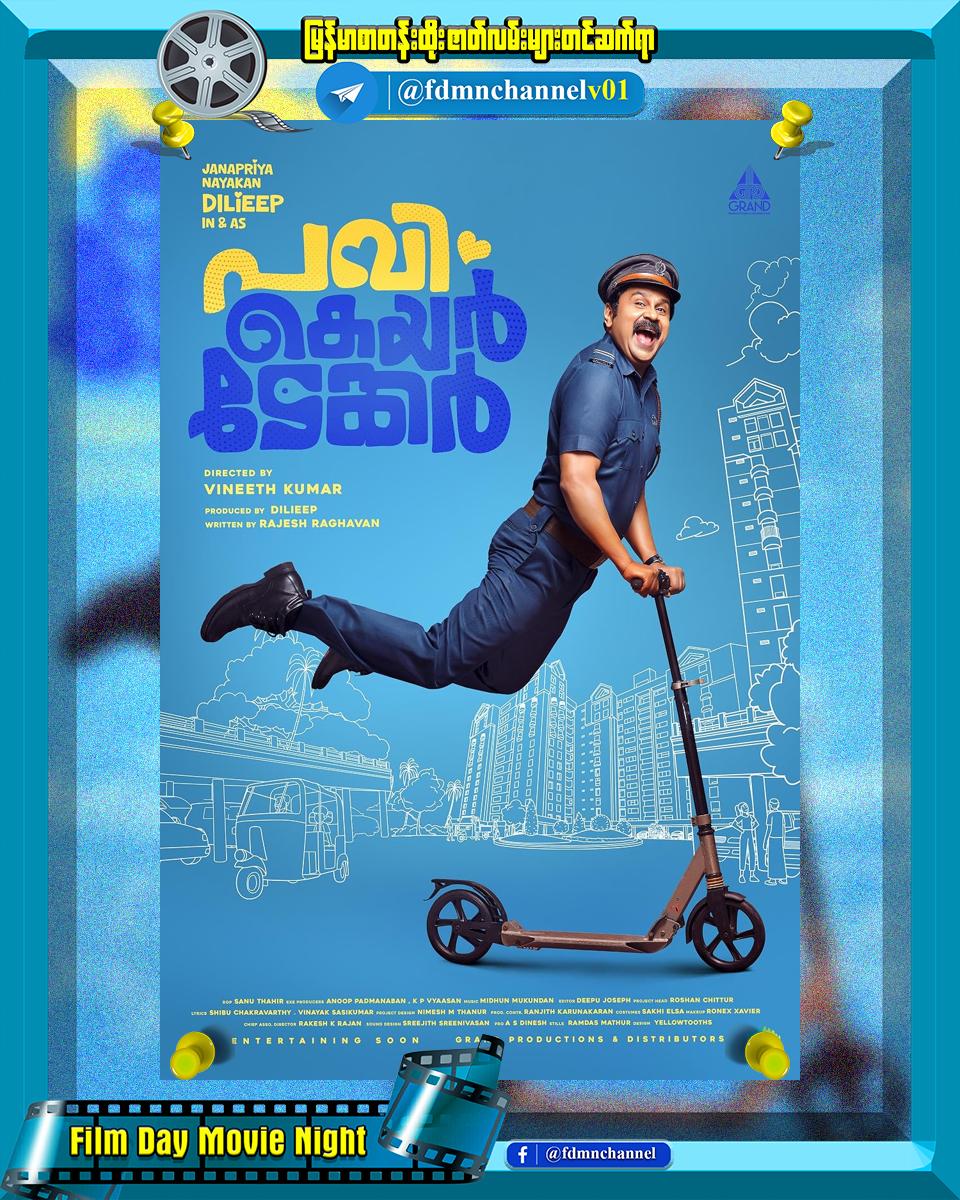 မြန်မာစာတန်းထိုးဇာတ်လမ်းများတင်ဆက်ရာ
@fdmnchannelv01
JANAPRIYA
NAYAKAN
DILIEEP
IN & AS
GRAND
പവി
കെയർ
ടേക്കർ
DIRECTED BY
VINEETH KUMAR
PRODUCED BY DILIEEP
WRITTEN BY RAJESH RAGHAVAN
DOP SANU THAHIR EXE PRODUCERS ANOOP PADMANABAN , K P VYAASAN MUSIC MIDHUN MUKUNDAN EDITOR DEEPU JOSEPH PROJECT HEAD ROSHAN CHITTUR
LYRICS SHIBU CHAKRAVARTHY . VINAYAK SASIKUMAR PROJECT DESIGN NIMESH M THANUR PROD. CONTR. RANJITH KARUNAKARAN COSTUMES SAKHI ELSA MAKEUP RONEX XAVIER
CHIEF ASSO. DIRECTOR RAKESH K RAJAN SOUND DESIGN SREEJITH SREENIVASAN PRO A S DINESH STILLS RAMDAS MATHUR DESIGN YELLOWTOOTHS
ENTERTAINING SOON PRODUCTIONS & DISTRIBUTORS
Film Day Movie Night
f @fdmnchannel